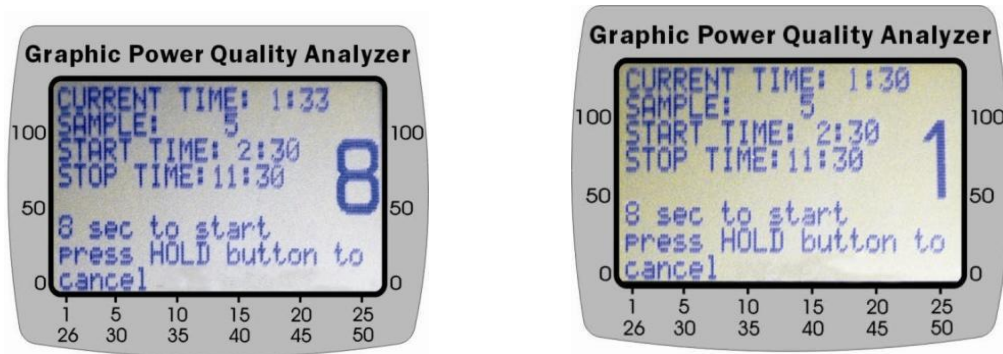 Graphic Power Quality Analyzer
CURRENT TIME: 1:33
SAMPLE: 5
START TIME: 2:30
STOP TIME:11:30
8
8 sec to start
press HOLD button to
cancel
100
50
0
100
50
0
1 5 10 15 20 25
26 30 40 45 50
Graphic Power Quality Analyzer
CURRENT TIME: 1:30
SAMPLE: 5
START TIME: 2:30
STOP TIME:11:30
1
8 sec to start
press HOLD button to
cancel
100
50
0
100
50
0
1 5 10 15 20 25
26 30 40 45 50